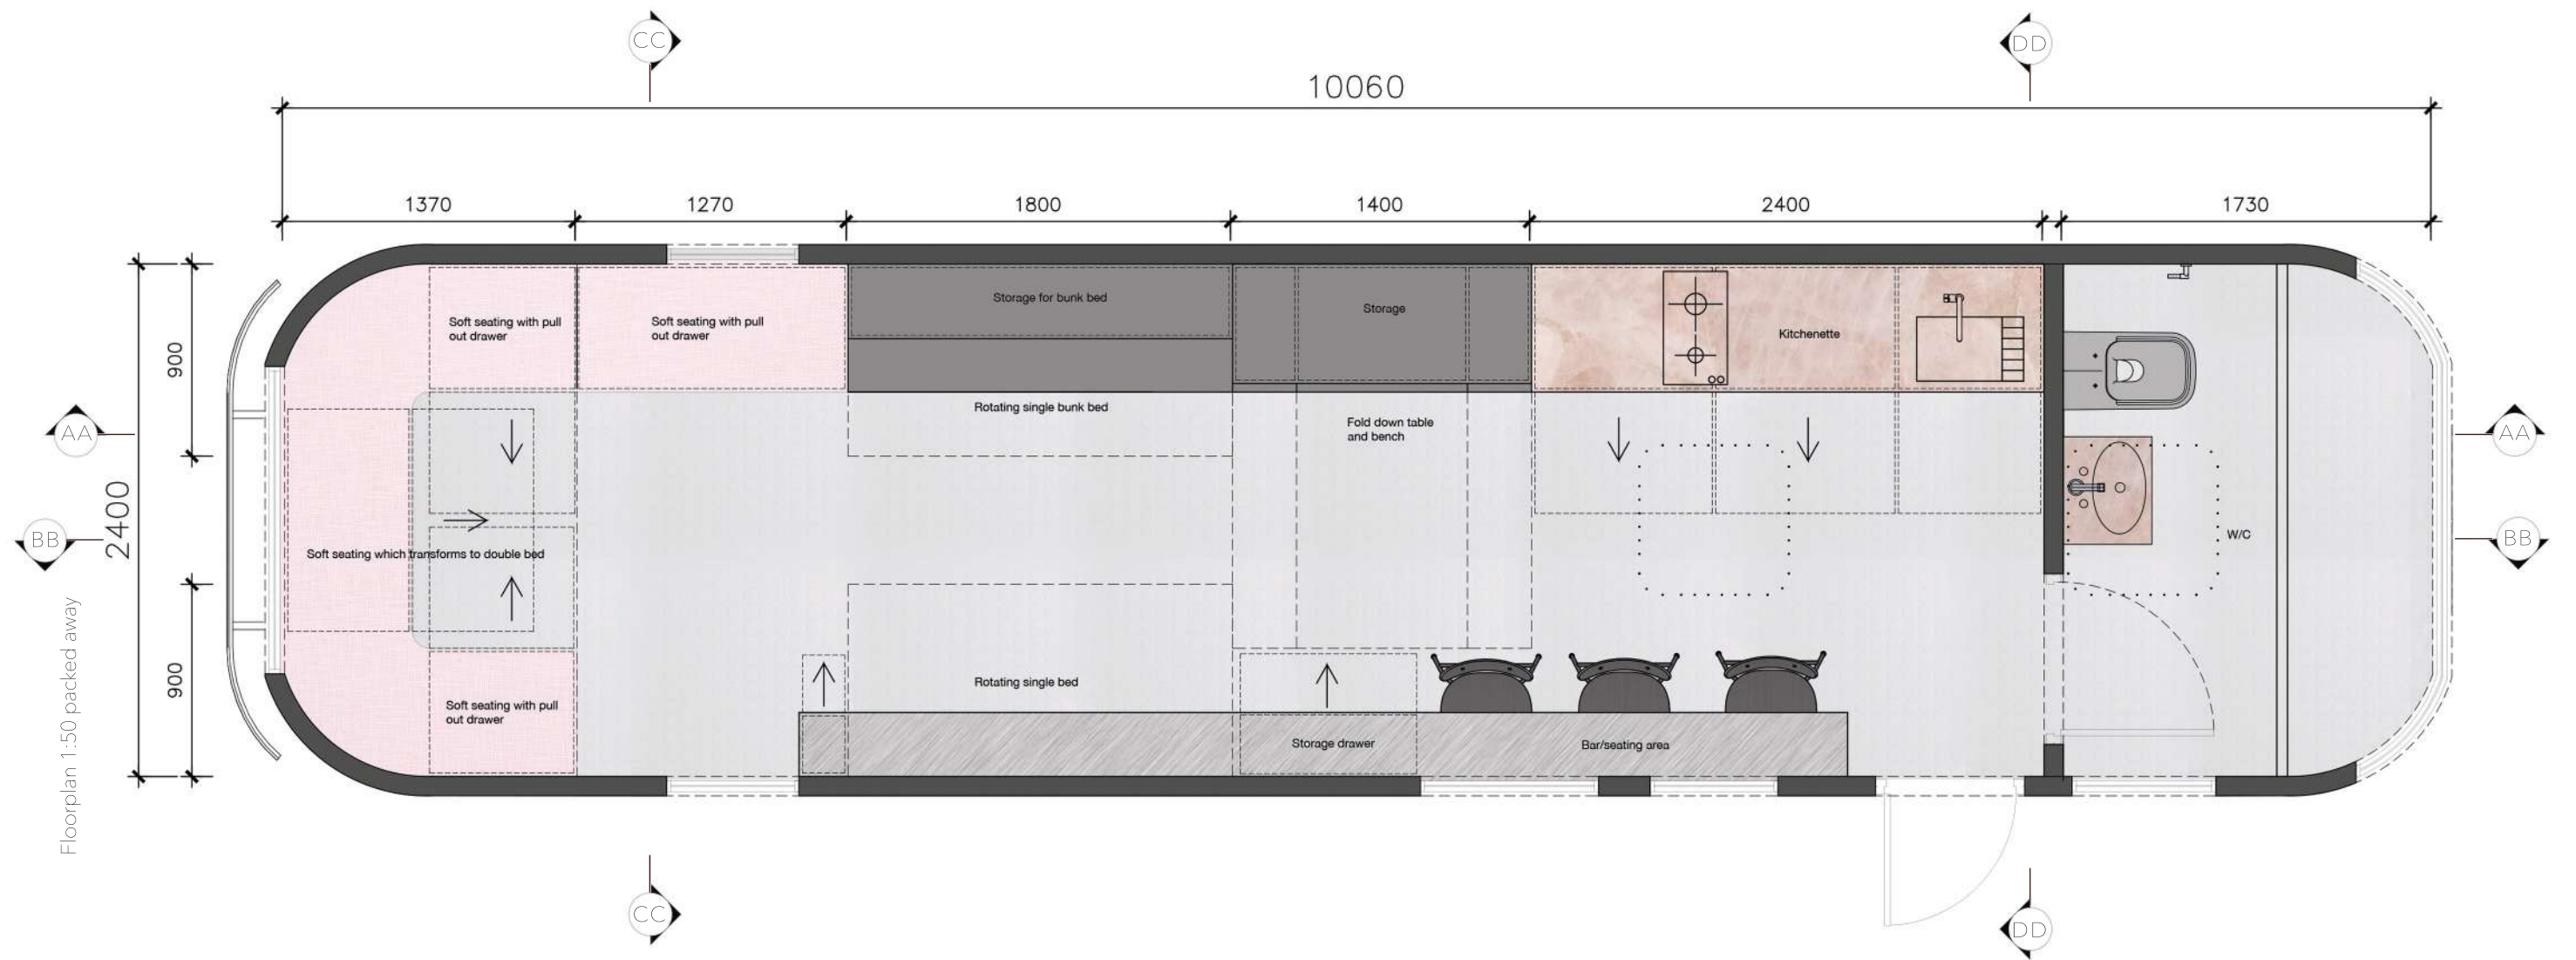 CC
DD
10060
1370
1270
1800
1400
2400
1730
Soft seating with pull
out drawer
Soft seating with pull
out drawer
Storage for bunk bed
Storage
Kitchenette
900
Rotating single bunk bed
Fold down table
and bench
AA
AA
2400
BB
BB
Soft seating which transforms to double bed
W/C
900
Rotating single bed
Soft seating with pull
out drawer
Storage drawer
Bar/seating area
Floorplan 1:50 packed away
CC
DD